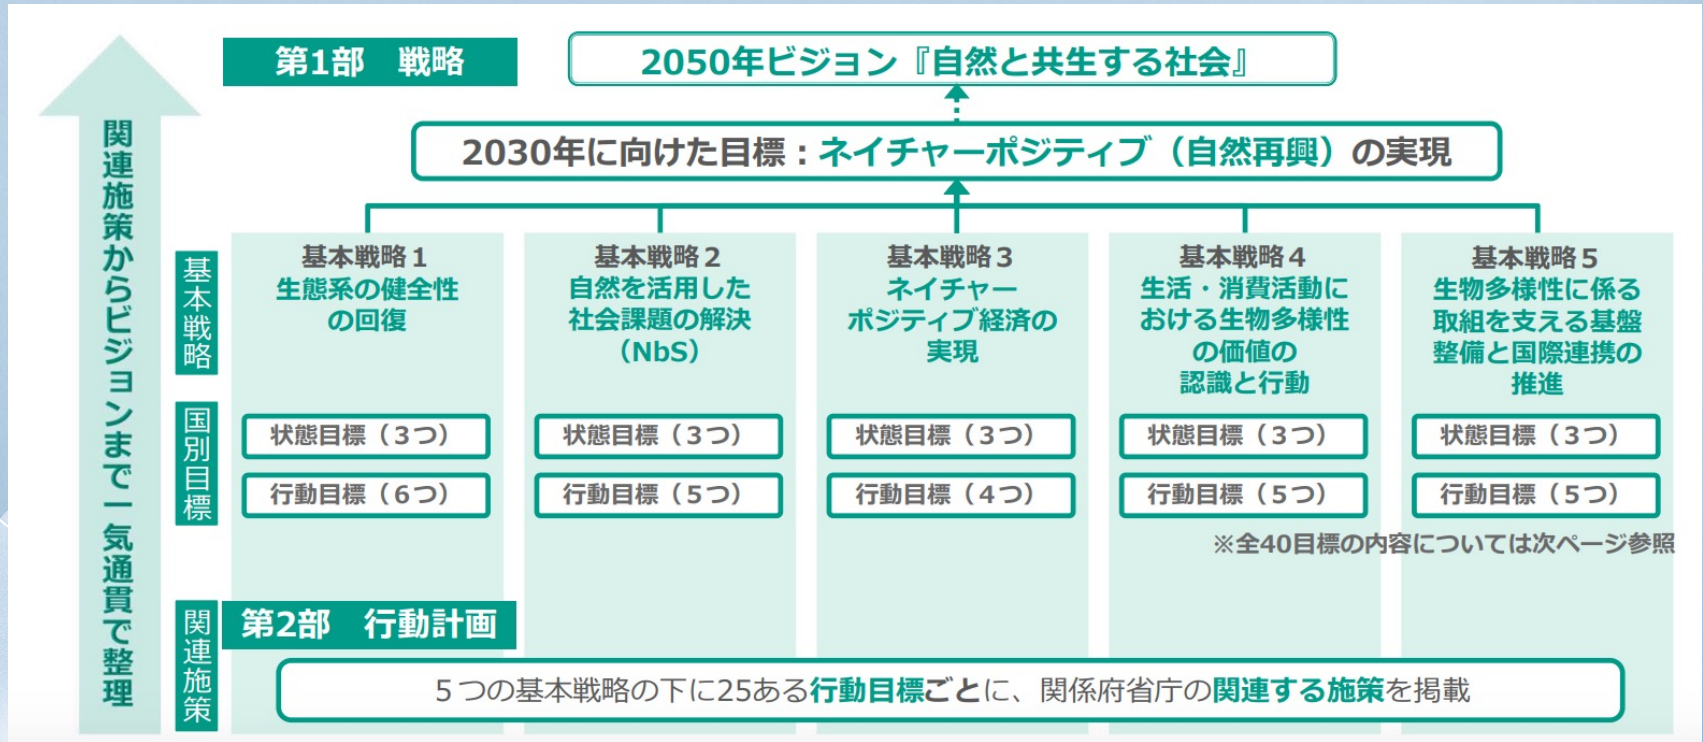 第1部 戦略
2050年ビジョン『自然と共生する社会』
2030年に向けた目標：ネイチャーポジティブ（自然再興）の実現
関連施策からビジョンまで一気通貫で整理
基本戦略
基本戦略１
生態系の健全性
の回復
基本戦略２
自然を活用した
社会課題の解決
（NbS）
基本戦略３
ネイチャー
ポジティブ経済の
実現
基本戦略４
生活・消費活動に
おける生物多様性
の価値の
認識と行動
基本戦略５
生物多様性に係る
取組を支える基盤
整備と国際連携の
推進
国別目標
状態目標（３つ）
状態目標（３つ）
状態目標（３つ）
状態目標（３つ）
状態目標（３つ）
行動目標（６つ）
行動目標（５つ）
行動目標（４つ）
行動目標（５つ）
行動目標（５つ）
※全40目標の内容については次ページ参照
関連施策
第2部 行動計画
５つの基本戦略の下に25ある行動目標ごとに、関係府省庁の関連する施策を掲載